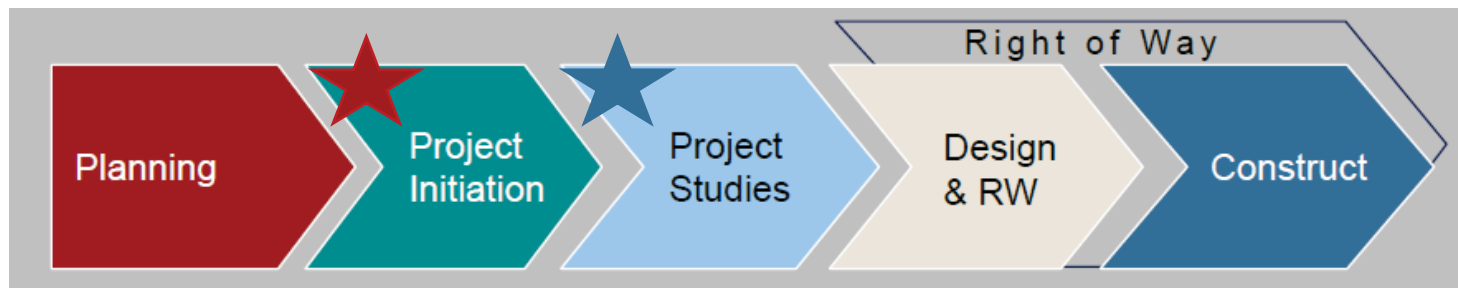 Right of Way
Planning
Project
Initiation
Project
Studies
Design
& RW
Construct